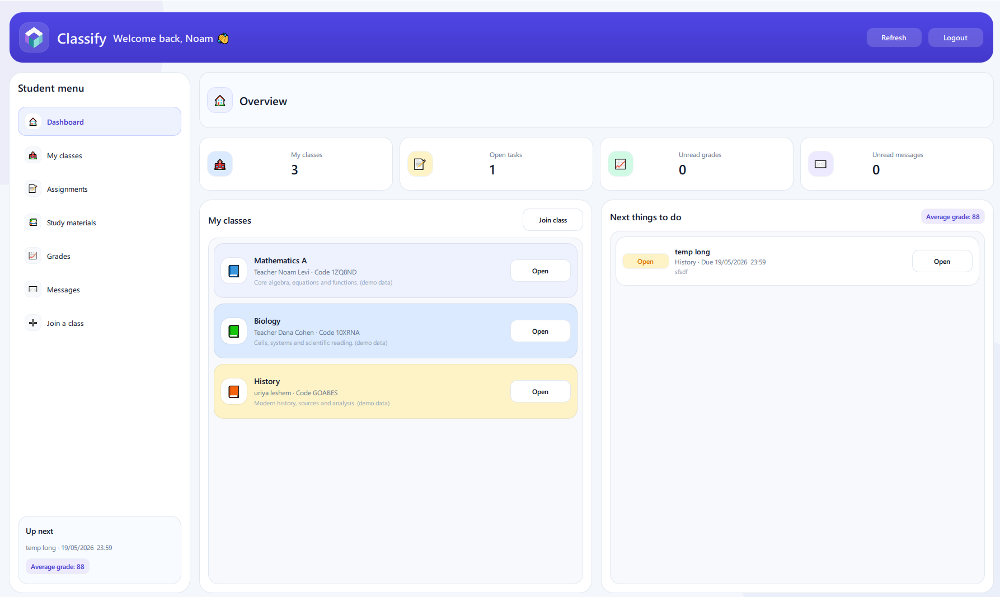 Classify
Welcome back, Noam 👋
Refresh
Logout
Student menu
Dashboard
My classes
Assignments
Study materials
Grades
Messages
Join a class
Up next
temp long · 19/05/2026 23:59
Average grade: 88
Overview
My classes
3
Open tasks
1
Unread grades
0
Unread messages
0
My classes
Join class
Mathematics A
Teacher Noam Levi · Code 1ZQ8ND
Core algebra, equations and functions. (demo data)
Open
Biology
Teacher Dana Cohen · Code 10XRNA
Cells, systems and scientific reading. (demo data)
Open
History
uriya leshem · Code GOABES
Modern history, sources and analysis. (demo data)
Open
Next things to do
Average grade: 88
Open
temp long
History · Due 19/05/2026 23:59
sfsdf
Open